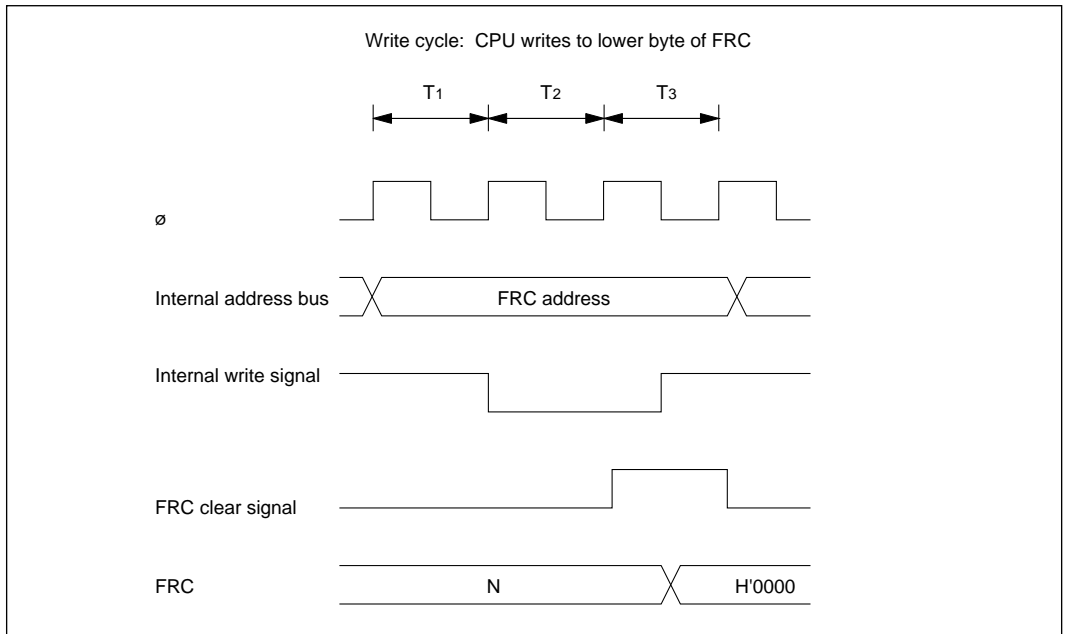 Write cycle: CPU writes to lower byte of FRC
T1 T2 T3
ø
Internal address bus FRC address
Internal write signal
FRC clear signal
FRC N H'0000